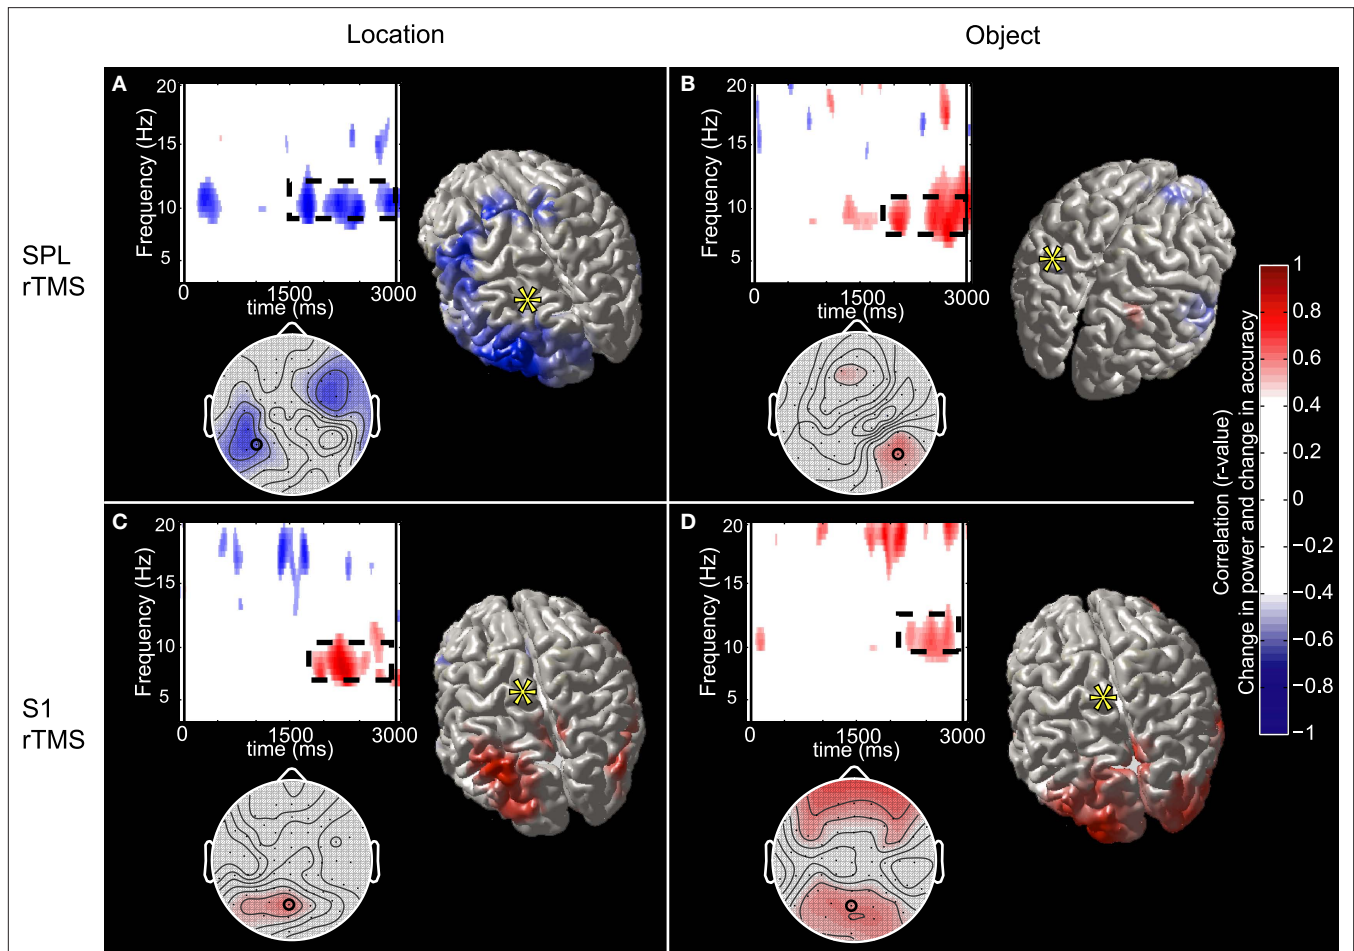 Location
Object
SPL
rTMS
A
20
15
10
5
Frequency (Hz)
0
1500
3000
time (ms)
B
20
15
10
5
Frequency (Hz)
0
1500
3000
time (ms)
S1
rTMS
C
20
15
10
5
Frequency (Hz)
0
1500
3000
time (ms)
D
20
15
10
5
Frequency (Hz)
0
1500
3000
time (ms)
Correlation (r-value)
Change in power and change in accuracy
1
0.8
0.6
0.4
0.2
0
−0.2
−0.4
−0.6
−0.8
−1